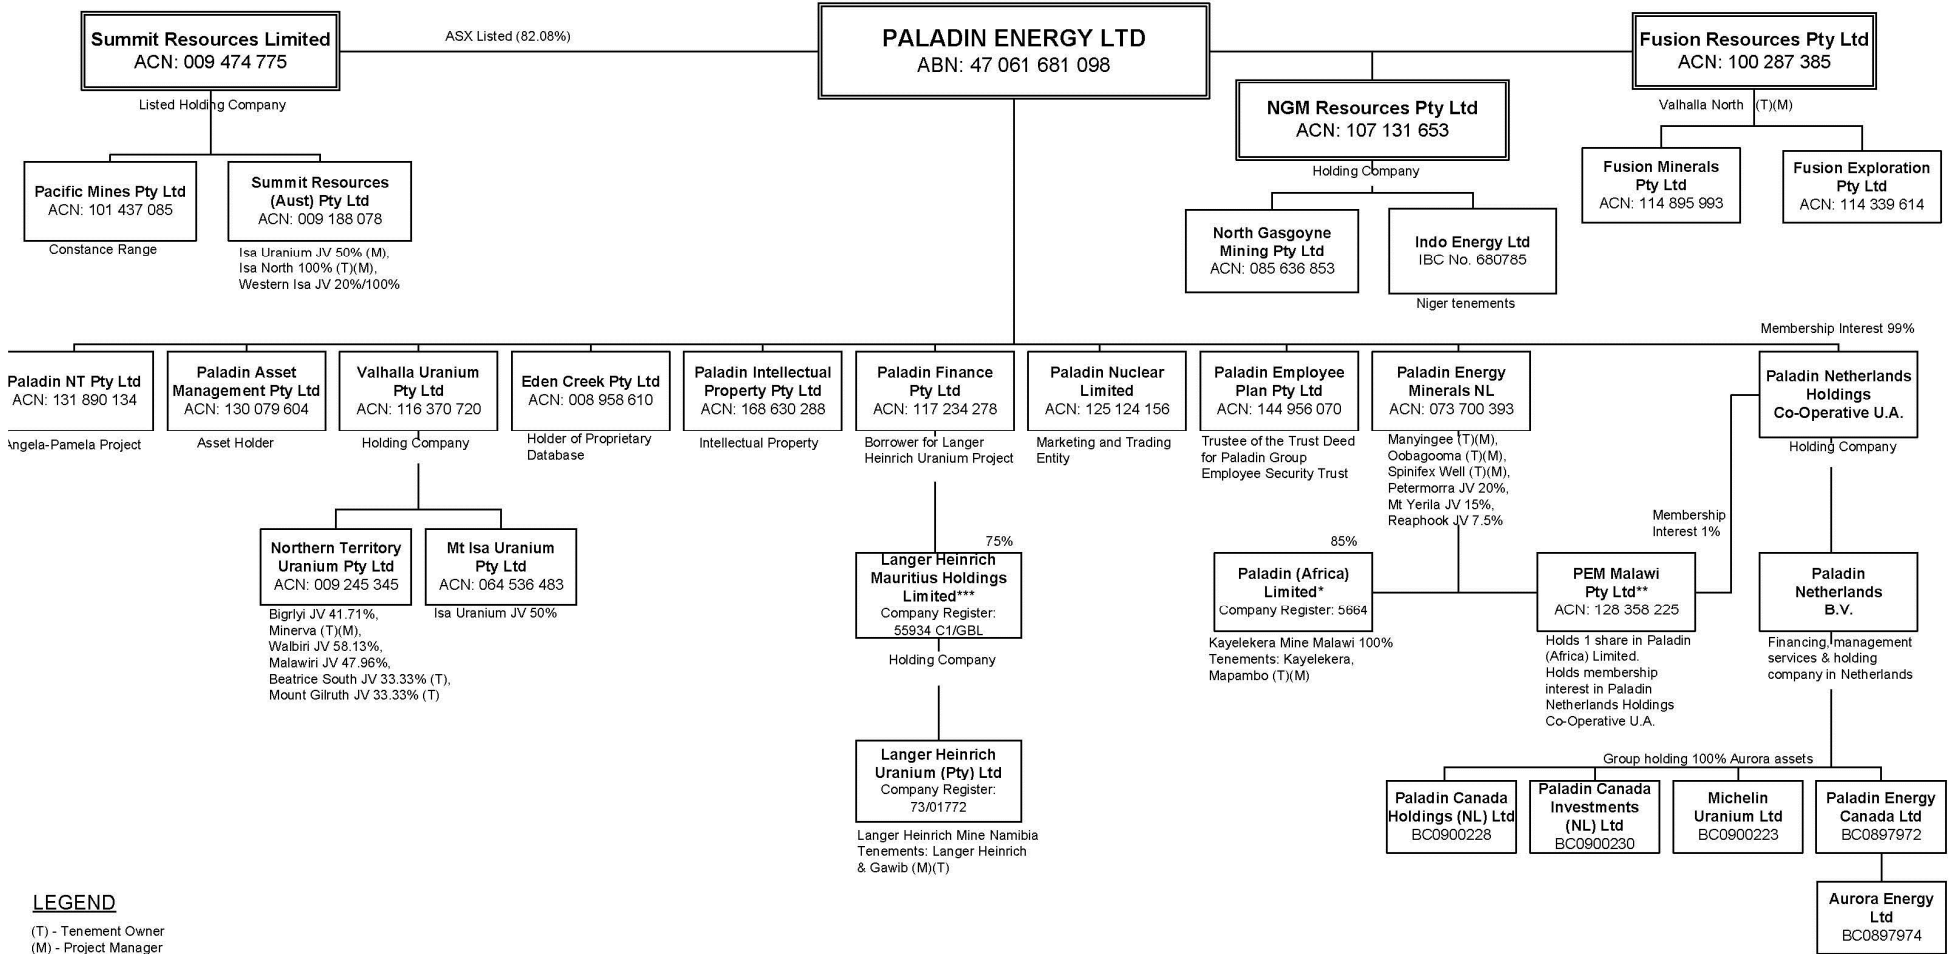 Summit Resources Limited
ACN: 009 474 775
ASX Listed (82.08%)
PALADIN ENERGY LTD
ABN: 47 061 681 098
Fusion Resources Pty Ltd
ACN: 100 287 385
Listed Holding Company
NGM Resources Pty Ltd
ACN: 107 131 653
Valhalla North (T)(M)
Holding Company
Pacific Mines Pty Ltd
ACN: 101 437 085
Constance Range
Summit Resources
(Aust) Pty Ltd
ACN: 009 188 078
Isa Uranium JV 50% (M),
Isa North 100% (T)(M),
Western Isa JV 20%/100%
North Gasgoyne
Mining Pty Ltd
ACN: 085 636 853
Indo Energy Ltd
IBC No. 680785
Niger tenements
Fusion Minerals
Pty Ltd
ACN: 114 895 993
Fusion Exploration
Pty Ltd
ACN: 114 339 614
Membership Interest 99%
Paladin NT Pty Ltd
ACN: 131 890 134
Angela-Pamela Project
Paladin Asset
Management Pty Ltd
ACN: 130 079 604
Asset Holder
Valhalla Uranium
Pty Ltd
ACN: 116 370 720
Holding Company
Eden Creek Pty Ltd
ACN: 008 958 610
Holder of Proprietary
Database
Paladin Intellectual
Property Pty Ltd
ACN: 168 630 288
Intellectual Property
Paladin Finance
Pty Ltd
ACN: 117 234 278
Borrower for Langer
Heinrich Uranium Project
Paladin Nuclear
Limited
ACN: 125 124 156
Marketing and Trading
Entity
Paladin Employee
Plan Pty Ltd
ACN: 144 956 070
Trustee of the Trust Deed
for Paladin Group
Employee Security Trust
Paladin Energy
Minerals NL
ACN: 073 700 393
Manyingee (T)(M),
Oobagooma (T)(M),
Spinifex Well (T)(M),
Petermorra JV 20%,
Mt Yerila JV 15%,
Reaphook JV 7.5%
Paladin Netherlands
Holdings
Co-Operative U.A.
Holding Company
Membership
Interest 1%
Northern Territory
Uranium Pty Ltd
ACN: 009 245 345
Bigrlyi JV 41.71%,
Minerva (T)(M),
Walbiri JV 58.13%,
Malawiri JV 47.96%,
Beatrice South JV 33.33% (T),
Mount Gilruth JV 33.33% (T)
Mt Isa Uranium
Pty Ltd
ACN: 064 536 483
Isa Uranium JV 50%
75%
Langer Heinrich
Mauritius Holdings
Limited***
Company Register:
55934 C1/GBL
Holding Company
85%
Paladin (Africa)
Limited*
Company Register: 5664
Kayelekera Mine Malawi 100%
Tenements: Kayelekera,
Mapambo (T)(M)
PEM Malawi
Pty Ltd**
ACN: 128 358 225
Holds 1 share in Paladin
(Africa) Limited.
Holds membership
interest in Paladin
Netherlands Holdings
Co-Operative U.A.
Paladin
Netherlands
B.V.
Financing, management
services & holding
company in Netherlands
Langer Heinrich
Uranium (Pty) Ltd
Company Register:
73/01772
Langer Heinrich Mine Namibia
Tenements: Langer Heinrich
& Gawib (M)(T)
Group holding 100% Aurora assets
Paladin Canada
Holdings (NL) Ltd
BC0900228
Paladin Canada
Investments
(NL) Ltd
BC0900230
Michelin
Uranium Ltd
BC0900223
Paladin Energy
Canada Ltd
BC0897972
Aurora Energy
Ltd
BC0897974
LEGEND
(T) - Tenement Owner
(M) - Project Manager